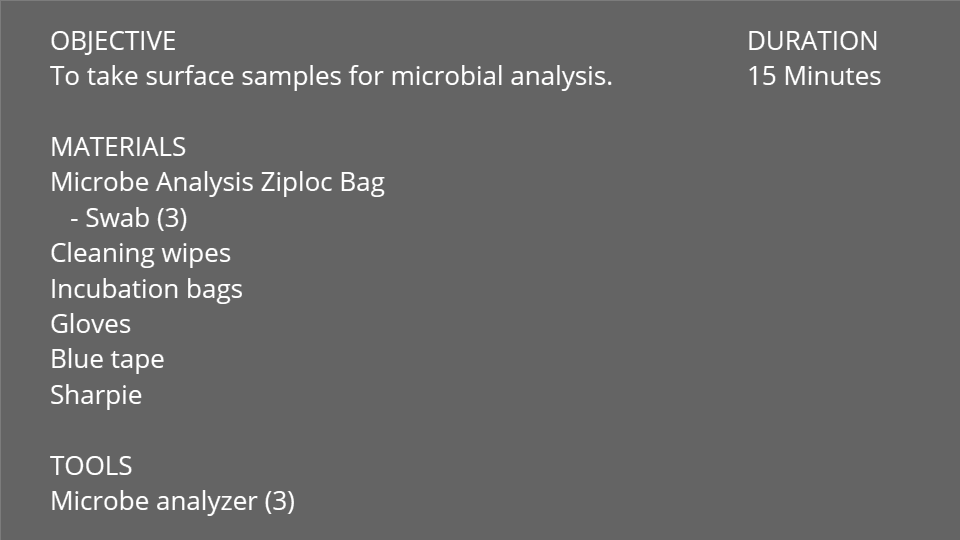 OBJECTIVE
To take surface samples for microbial analysis.
DURATION
15 Minutes
MATERIALS
Microbe Analysis Ziploc Bag
- Swab (3)
Cleaning wipes
Incubation bags
Gloves
Blue tape
Sharpie
TOOLS
Microbe analyzer (3)